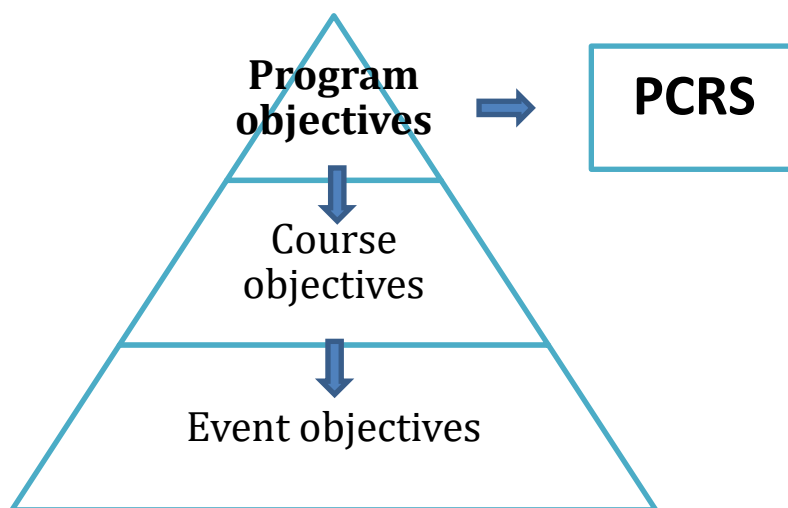 Program
objectives
PCRS
Course
objectives
Event objectives